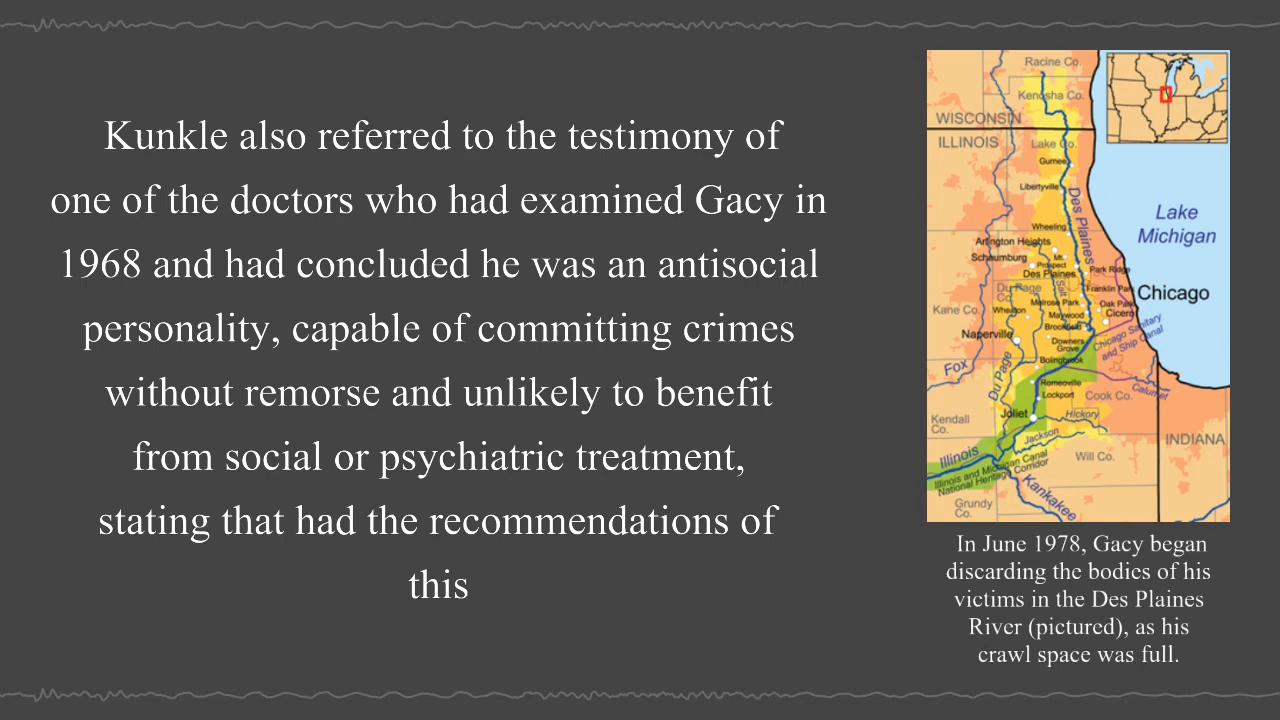 Kunkle also referred to the testimony of
one of the doctors who had examined Gacy in
1968 and had concluded he was an antisocial
personality, capable of committing crimes
without remorse and unlikely to benefit
from social or psychiatric treatment,
stating that had the recommendations of
this
Racine Co.
Kenosha Co.
WISCONSIN
ILLINOIS
Lake Co.
Gurnee
Libertyville
Des Plaines
Lake
Michigan
Wheeling
Arlington Heights
Schaumburg
Mt.
Prospect
Des Plaines
Park Ridge
Du Page
Co.
Salt
Franklin Park
Chicago
Kane Co.
Wheaton
Melrose Park
Oak Park
Maywood
Cicero
Brookfield
Naperville
Downers
Grove
Chicago Sanitary
and Ship Canal
Bolingbrook
Fox
Du Page
Romeoville
Lockport
Cook Co.
Calumet
Joliet
Hickory
Kendall
Co.
Jackson
INDIANA
Illinois
Will Co.
Illinois and Michigan Canal
National Heritage Corridor
Kankakee
Grundy
Co.
In June 1978, Gacy began
discarding the bodies of his
victims in the Des Plaines
River (pictured), as his
crawl space was full.